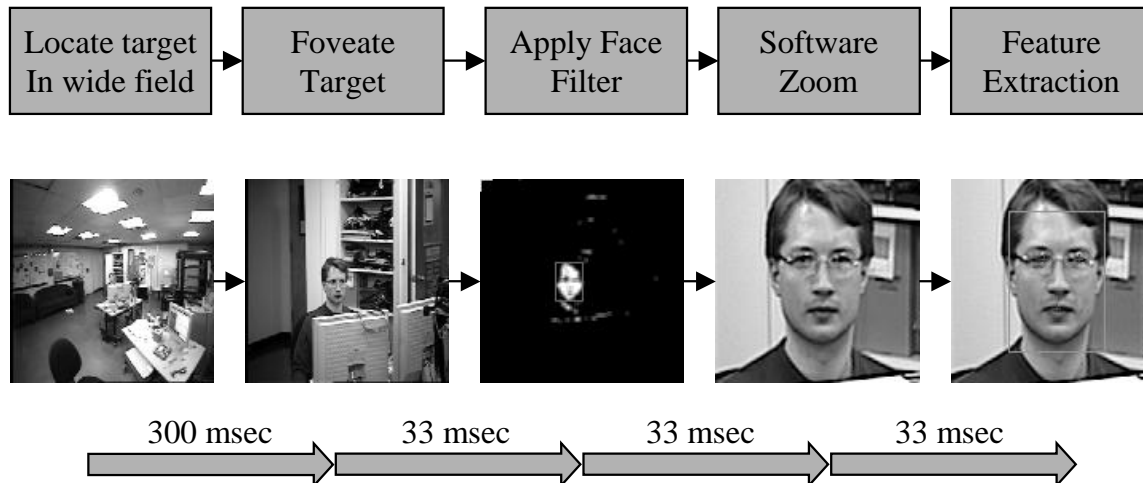 Locate target
In wide field
Foveate
Target
Apply Face
Filter
Software
Zoom
Feature
Extraction
300 msec
33 msec
33 msec
33 msec